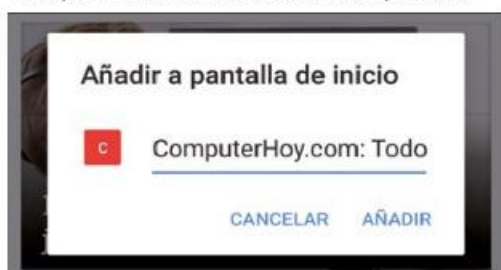 Añadir a pantalla de inicio
C ComputerHoy.com: Todo
CANCELAR AÑADIR